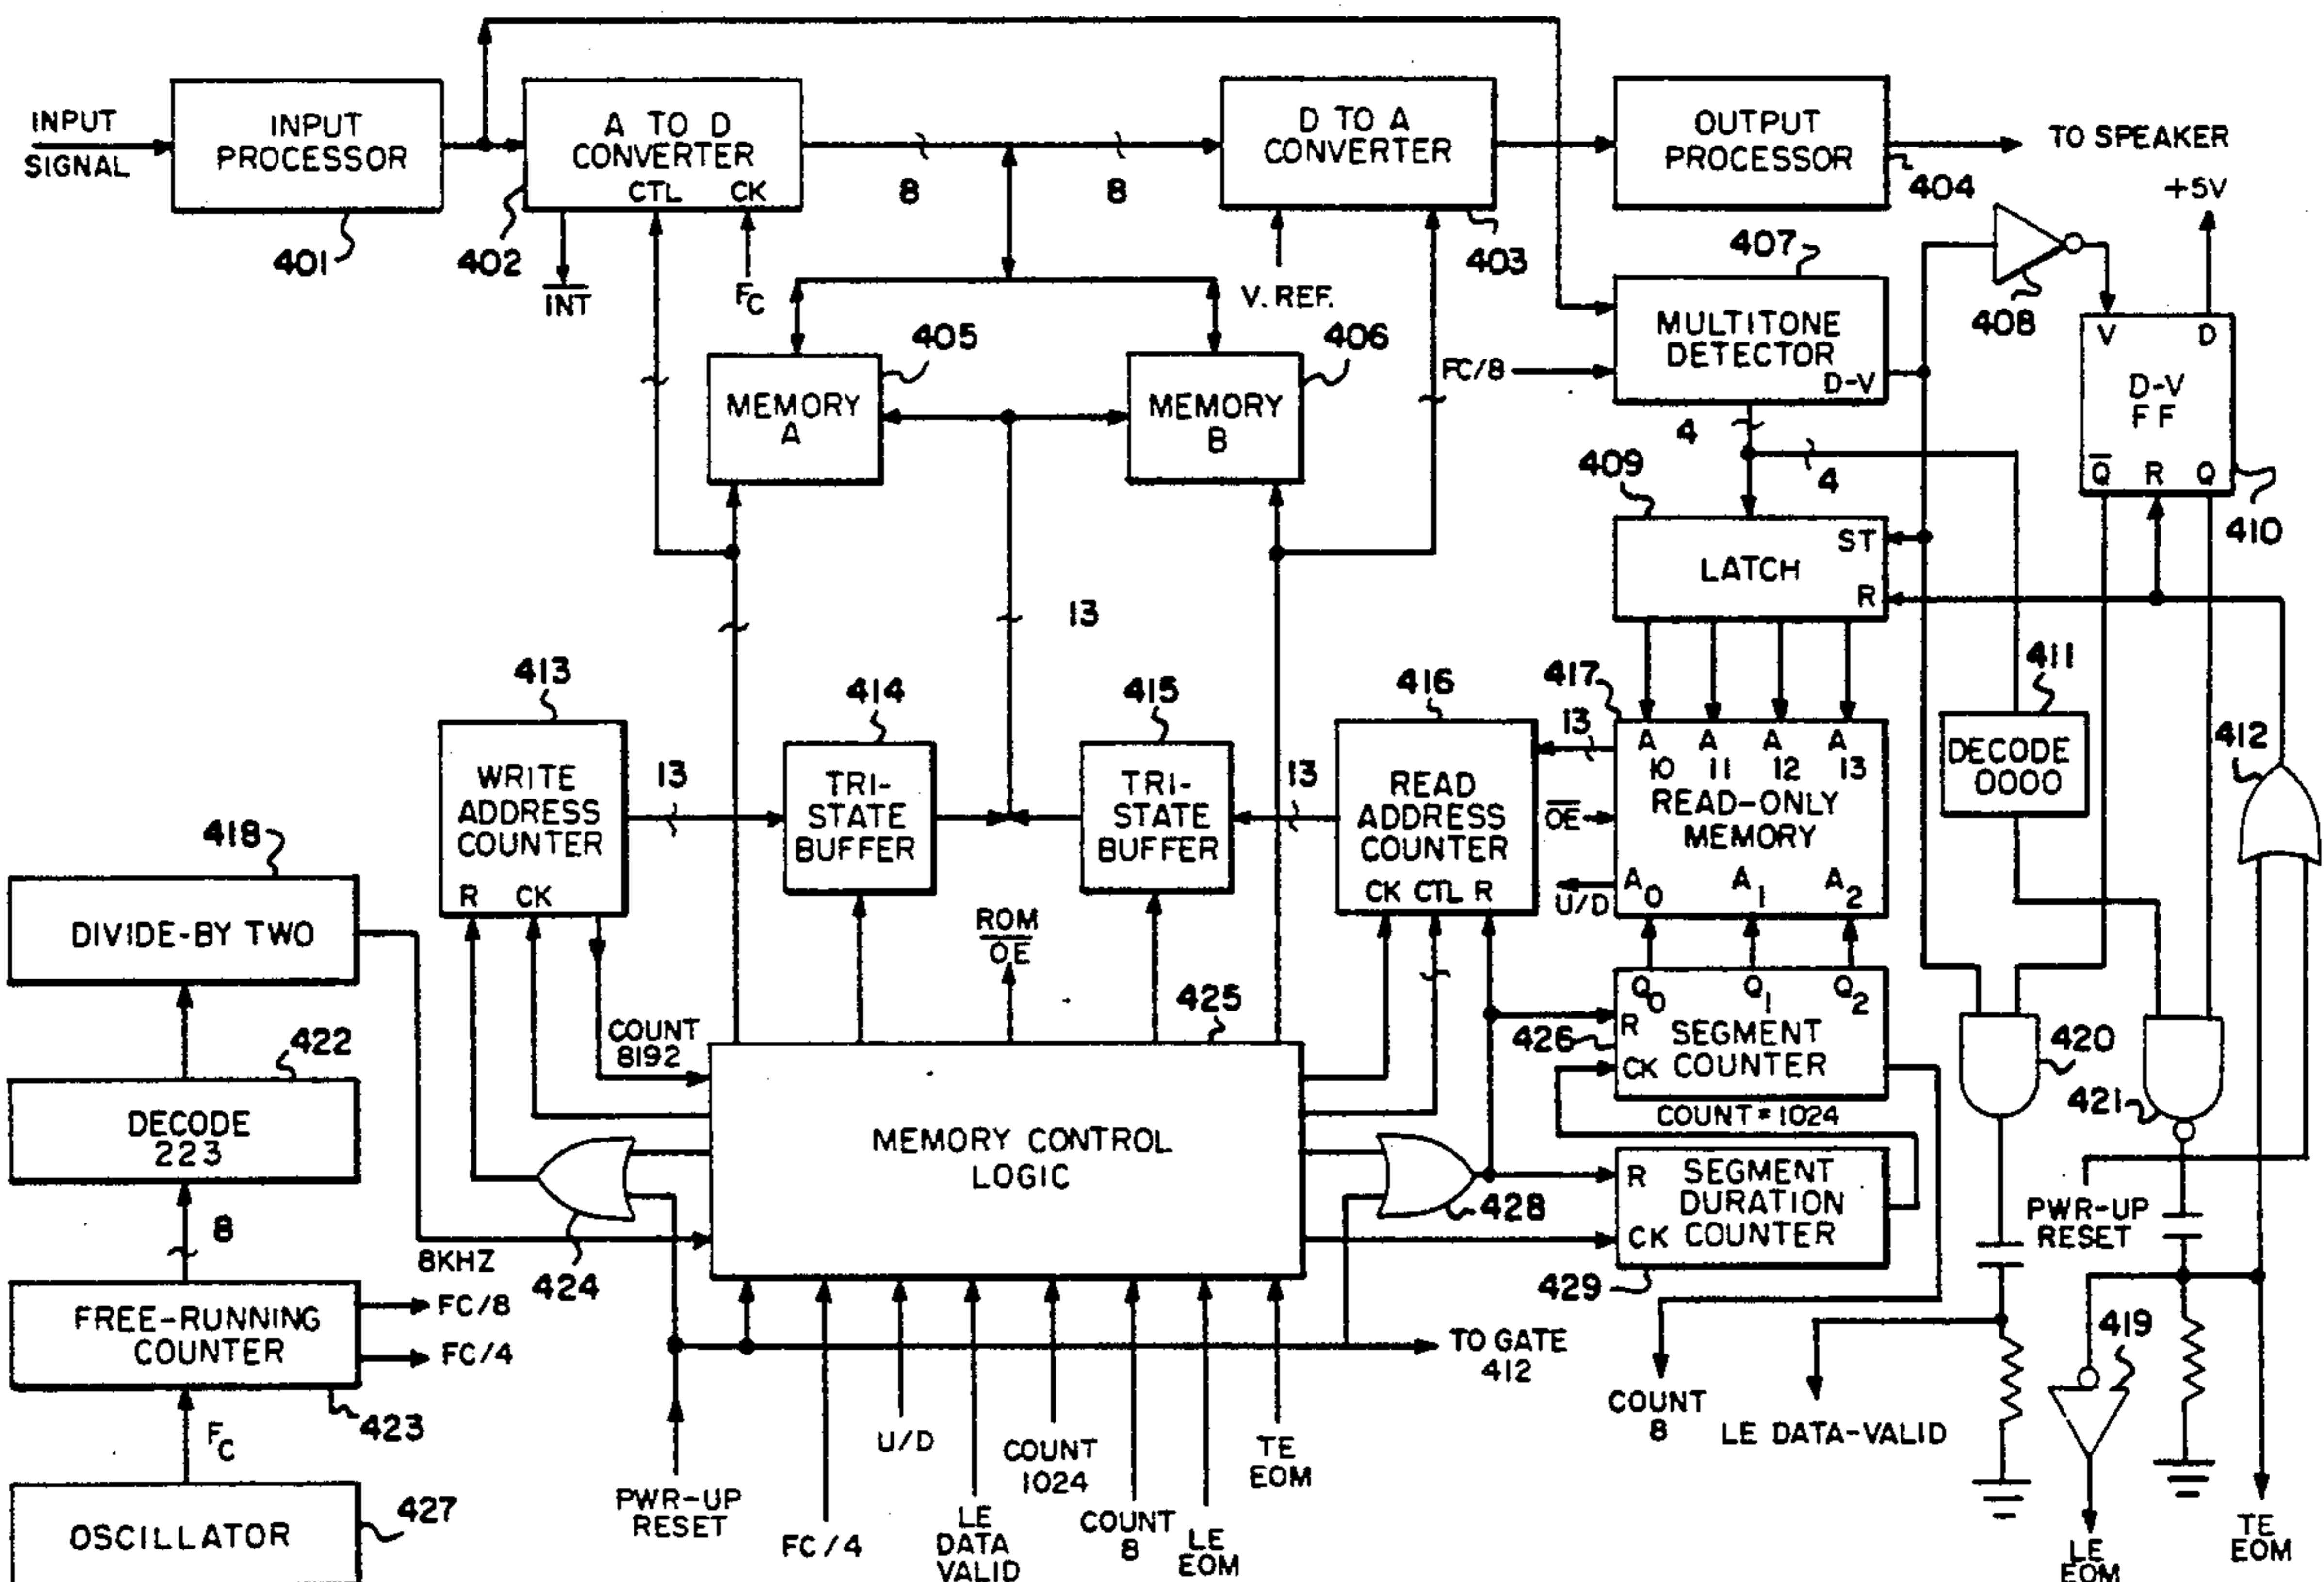 INPUT
SIGNAL
INPUT
PROCESSOR
401
A TO D
CONVERTER
CTL CK
402
INT
FC
8
8
D TO A
CONVERTER
403
V. REF.
OUTPUT
PROCESSOR
404
TO SPEAKER
+5V
407
408
MULTITONE
DETECTOR
D-V
FC/8
V D
D-V
FF
Q R Q
410
405
MEMORY
A
406
MEMORY
B
4
4
409
LATCH
ST
R
13
413
WRITE
ADDRESS
COUNTER
R CK
13
414
TRI-
STATE
BUFFER
415
TRI-
STATE
BUFFER
13
416
READ
ADDRESS
COUNTER
CK CTL R
417
13
OE
U/D
A10 A11 A12 A13
READ-ONLY
MEMORY
A0 A1 A2
411
DECODE
0000
412
418
DIVIDE-BY TWO
COUNT
8192
ROM
OE
425
426
Q0 Q1 Q2
R SEGMENT
CK COUNTER
COUNT = 1024
420
421
422
DECODE
223
8
8KHZ
424
MEMORY CONTROL
LOGIC
428
R SEGMENT
DURATION
CK COUNTER
429
PWR-UP
RESET
FREE-RUNNING
COUNTER
423
FC/8
FC/4
FC
OSCILLATOR
427
PWR-UP
RESET
FC/4
U/D
LE
DATA
VALID
COUNT
1024
COUNT
8
LE
EOM
TE
EOM
TO GATE
412
COUNT
8
LE DATA-VALID
419
LE
EOM
TE
EOM